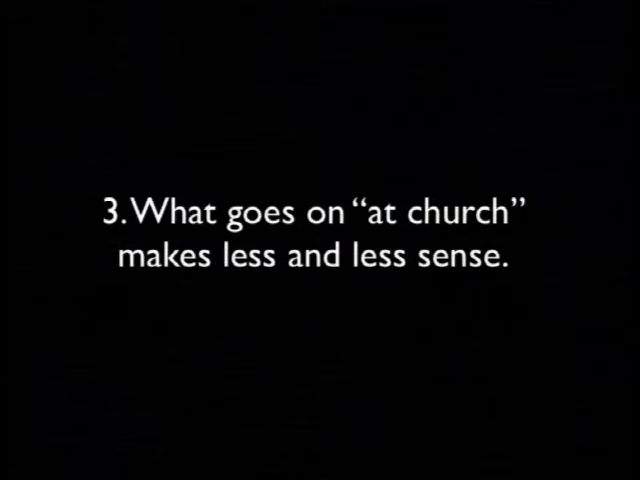 3. What goes on “at church”
makes less and less sense.